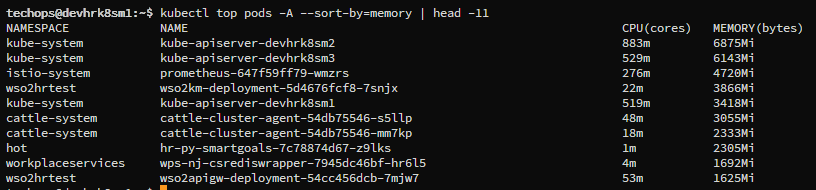 techops@devhrk8sm1:~$ kubectl top pods -A --sort-by=memory | head -11
NAMESPACE NAME CPU(cores) MEMORY(bytes)
kube-system kube-apiserver-devhrk8sm2 883m 6875Mi
kube-system kube-apiserver-devhrk8sm3 529m 6143Mi
istio-system prometheus-647f59ff79-wmzrs 276m 4720Mi
wso2hrtest wso2km-deployment-5d4676fcf8-7snjx 22m 3866Mi
kube-system kube-apiserver-devhrk8sm1 519m 3418Mi
cattle-system cattle-cluster-agent-54db75546-s5llp 48m 3055Mi
cattle-system cattle-cluster-agent-54db75546-mm7kp 18m 2333Mi
hot hr-py-smartgoals-7c78874d67-z9lks 1m 2305Mi
workplaceservices wps-nj-csrediswrapper-7945dc46bf-hr6l5 4m 1692Mi
wso2hrtest wso2apigw-deployment-54cc456dcb-7mjw7 53m 1625Mi